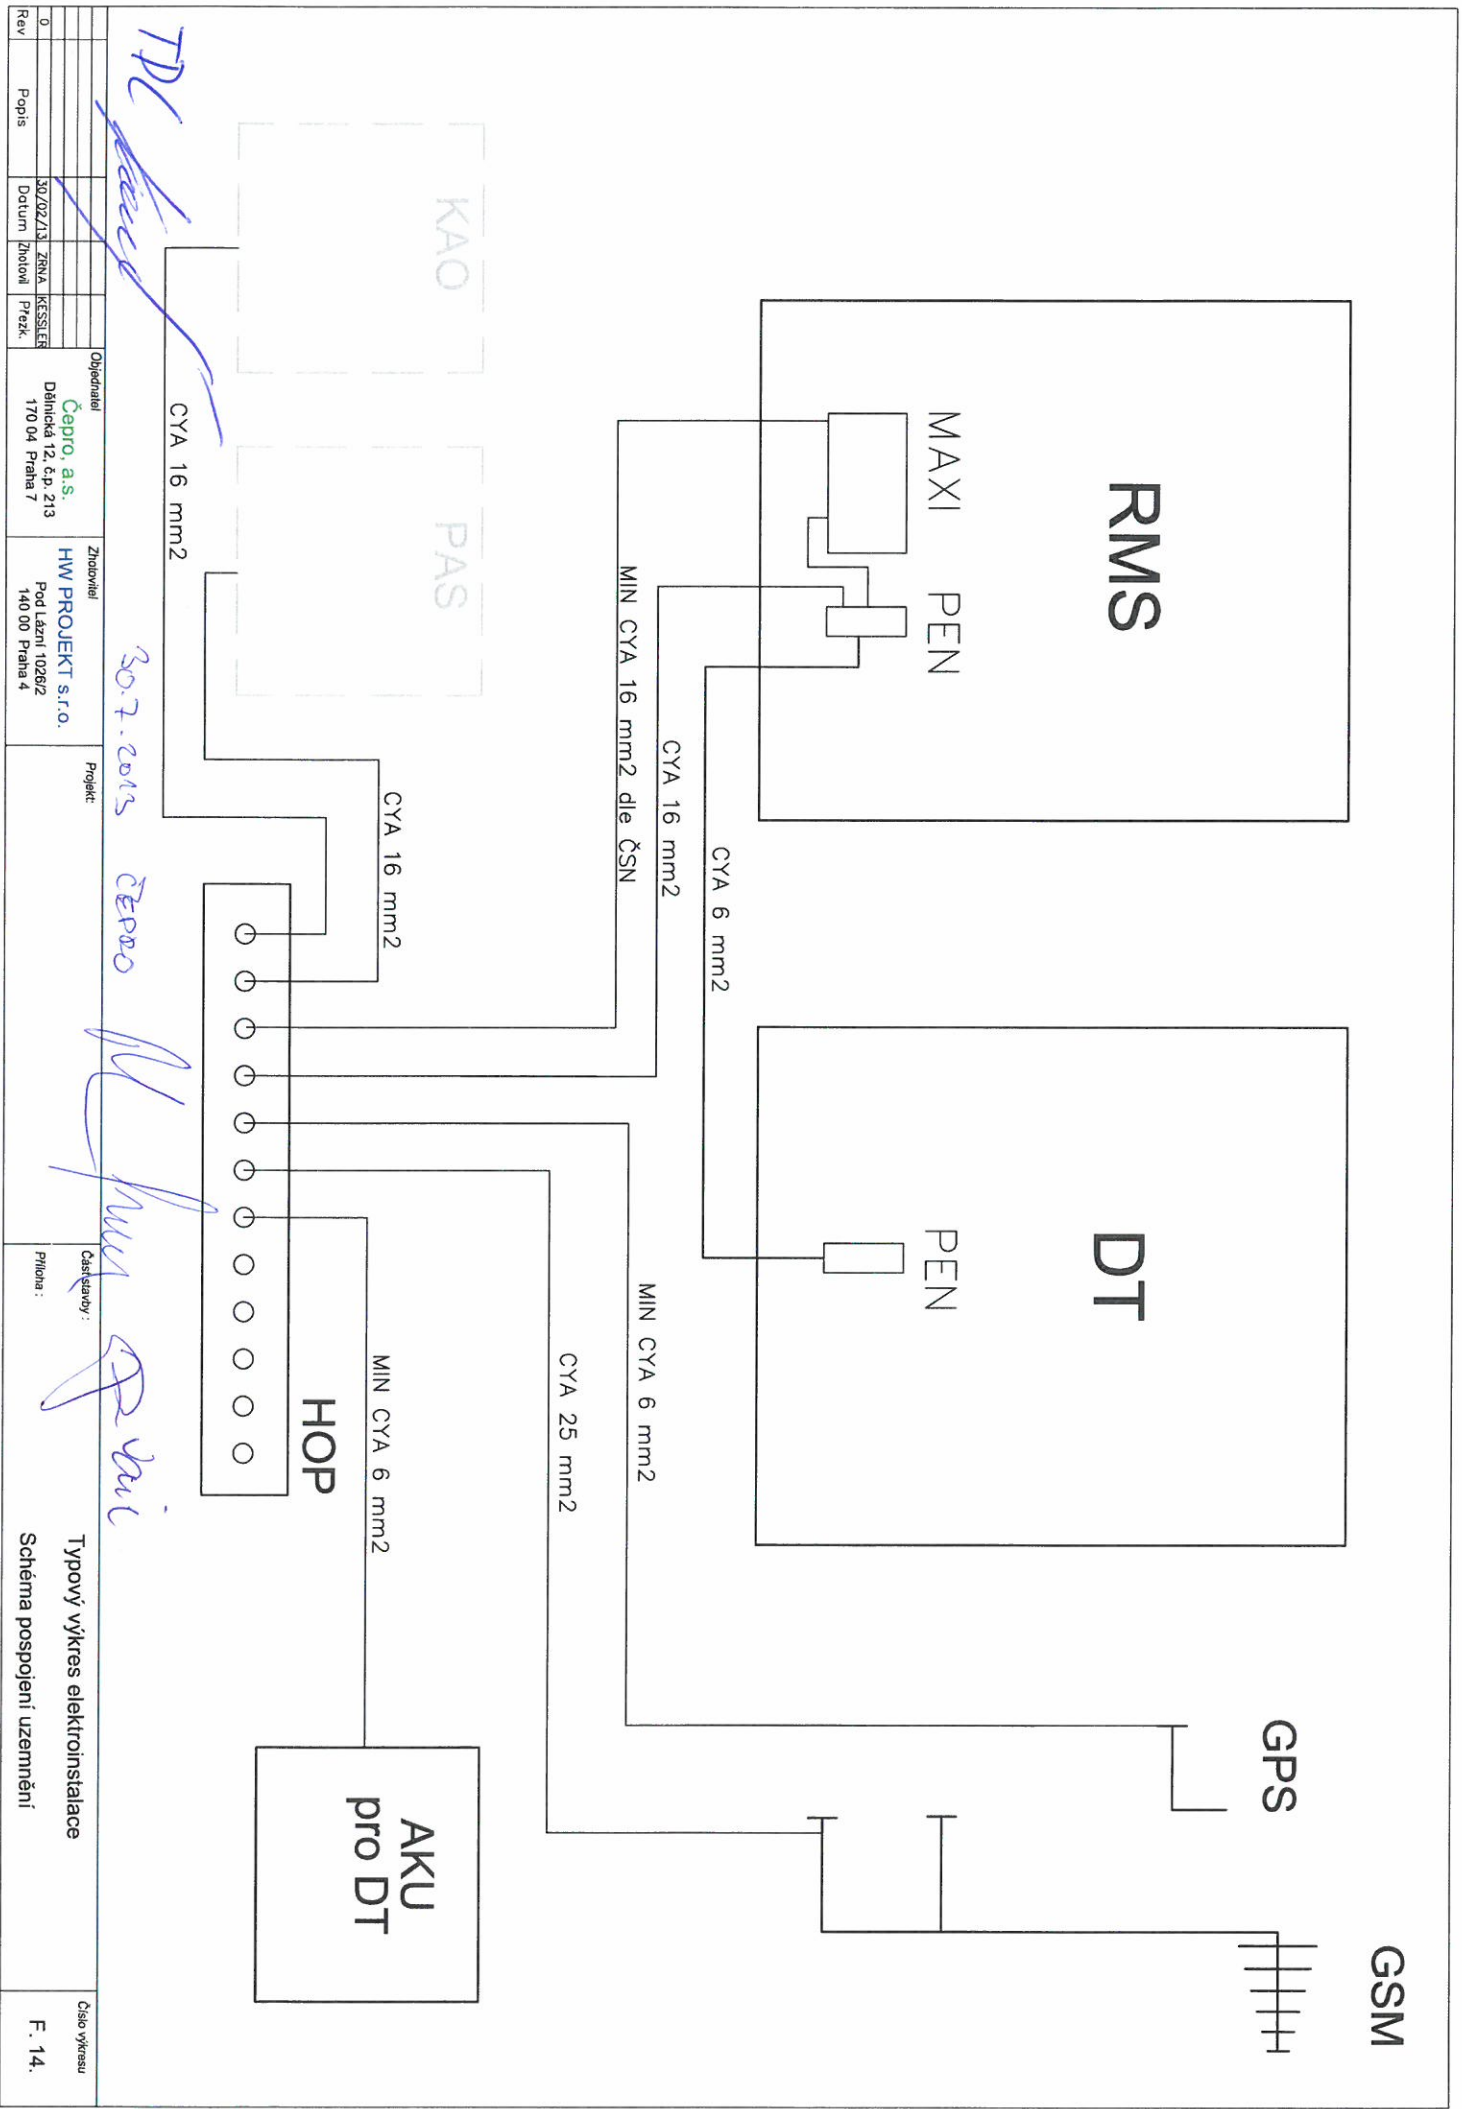 GSM
GPS
RMS
DT
MAXI
PEN
PEN
CYA 6 mm2
CYA 16 mm2
MIN CYA 16 mm2 dle ČSN
MIN CYA 6 mm2
CYA 25 mm2
KAO
PAS
CYA 16 mm2
CYA 16 mm2
MIN CYA 6 mm2
HOP
AKU
pro DT
30.7.2013 ČEPRO
0
30/02/13
ZRNA
KESSLER
Rev
Popis
Datum
Zhotovil
Přezk.
Objednatel
Čepro, a.s.
Dělnická 12, č.p. 213
170 04 Praha 7
Zhotovitel
HW PROJEKT s.r.o.
Pod Lázní 1026/2
140 00 Praha 4
Projekt:
Část stavby :
Příloha :
Typový výkres elektroinstalace
Schéma pospojení uzemnění
Číslo výkresu
F. 14.